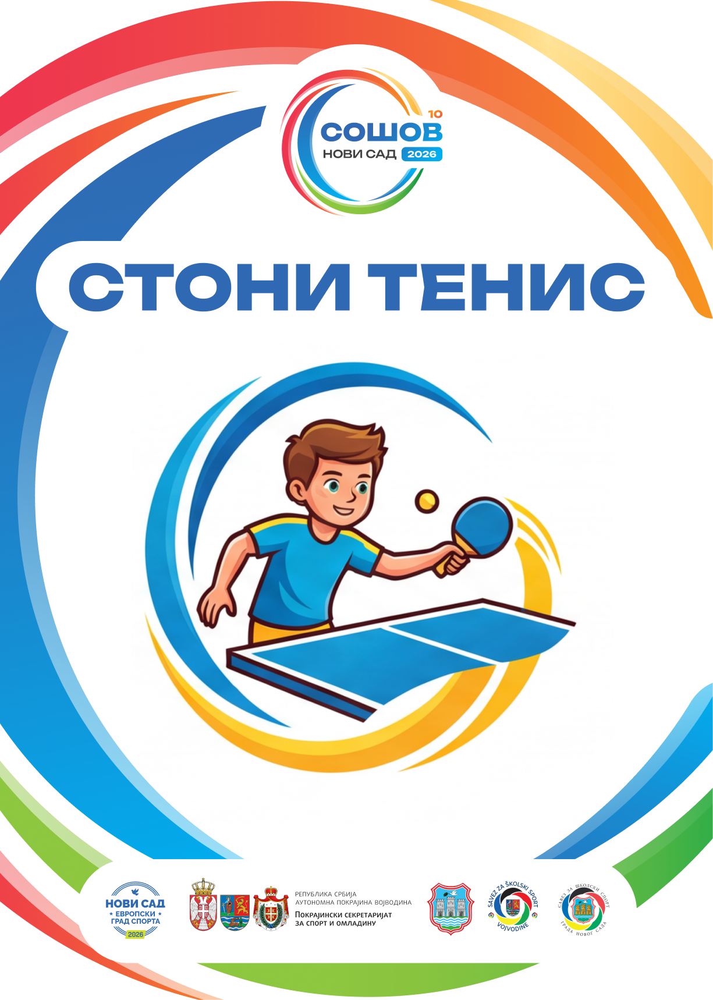 10
СОШОВ
НОВИ САД 2026
СТОНИ ТЕНИС
НОВИ САД
ЕВРОПСКИ
ГРАД СПОРТА
2026
РЕПУБЛИКА СРБИЈА
АУТОНОМНА ПОКРАЈИНА ВОЈВОДИНА
ПОКРАЈИНСКИ СЕКРЕТАРИЈАТ
ЗА СПОРТ И ОМЛАДИНУ
SAVEZ ZA ŠKOLSKI SPORT
VOJVODINE
САВЕЗ ЗА ШКОЛСКИ СПОРТ
ГРАДА НОВОГ САДА